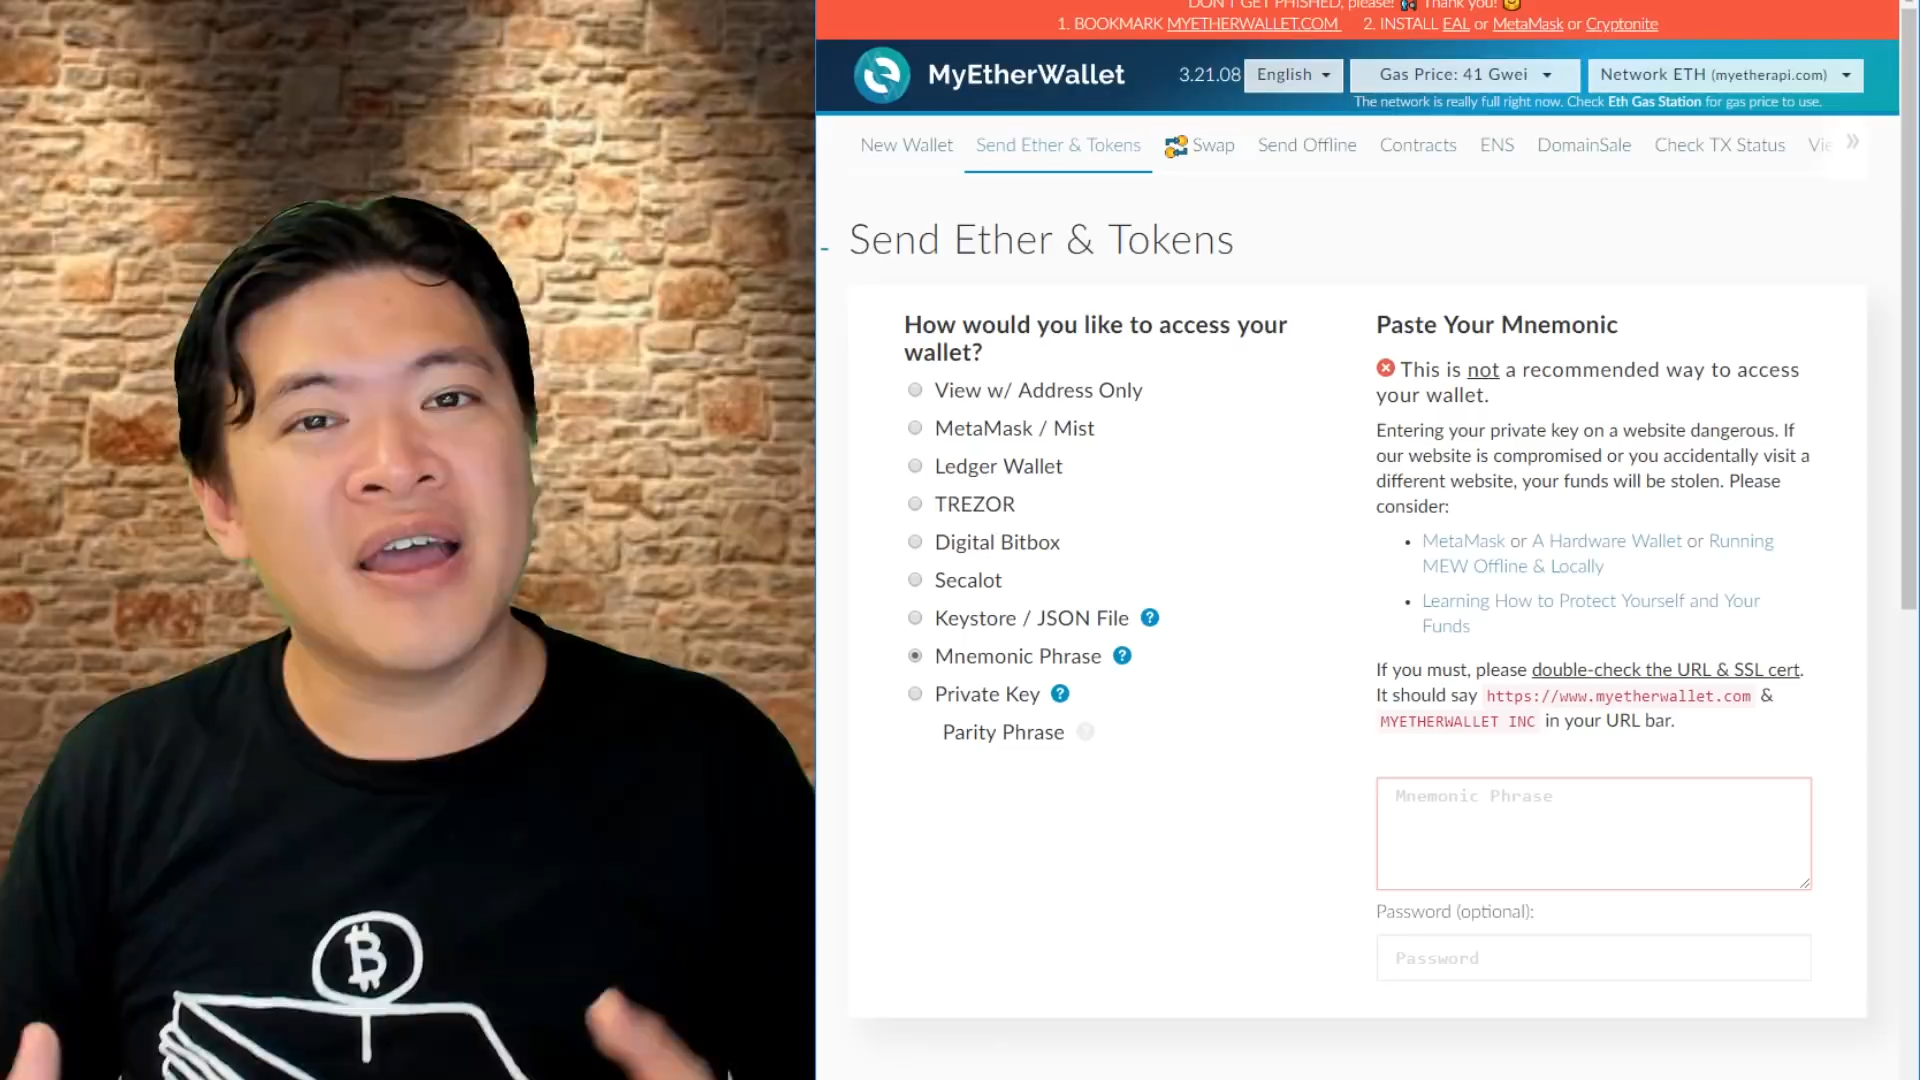 DON'T GET PHISHED, please! Thank you!
1. BOOKMARK MYETHERWALLET.COM 2. INSTALL EAL or MetaMask or Cryptonite
MyEtherWallet
3.21.08 English Gas Price: 41 Gwei Network ETH (myetherapi.com)
The network is really full right now. Check Eth Gas Station for gas price to use.
New Wallet Send Ether & Tokens Swap Send Offline Contracts ENS DomainSale Check TX Status Vie »
Send Ether & Tokens
How would you like to access your
wallet?
View w/ Address Only
MetaMask / Mist
Ledger Wallet
TREZOR
Digital Bitbox
Secalot
Keystore / JSON File ?
Mnemonic Phrase ?
Private Key ?
Parity Phrase ?
Paste Your Mnemonic
This is not a recommended way to access
your wallet.
Entering your private key on a website dangerous. If
our website is compromised or you accidentally visit a
different website, your funds will be stolen. Please
consider:
• MetaMask or A Hardware Wallet or Running
MEW Offline & Locally
• Learning How to Protect Yourself and Your
Funds
If you must, please double-check the URL & SSL cert.
It should say https://www.myetherwallet.com &
MYETHERWALLET INC in your URL bar.
Mnemonic Phrase
Password (optional):
Password